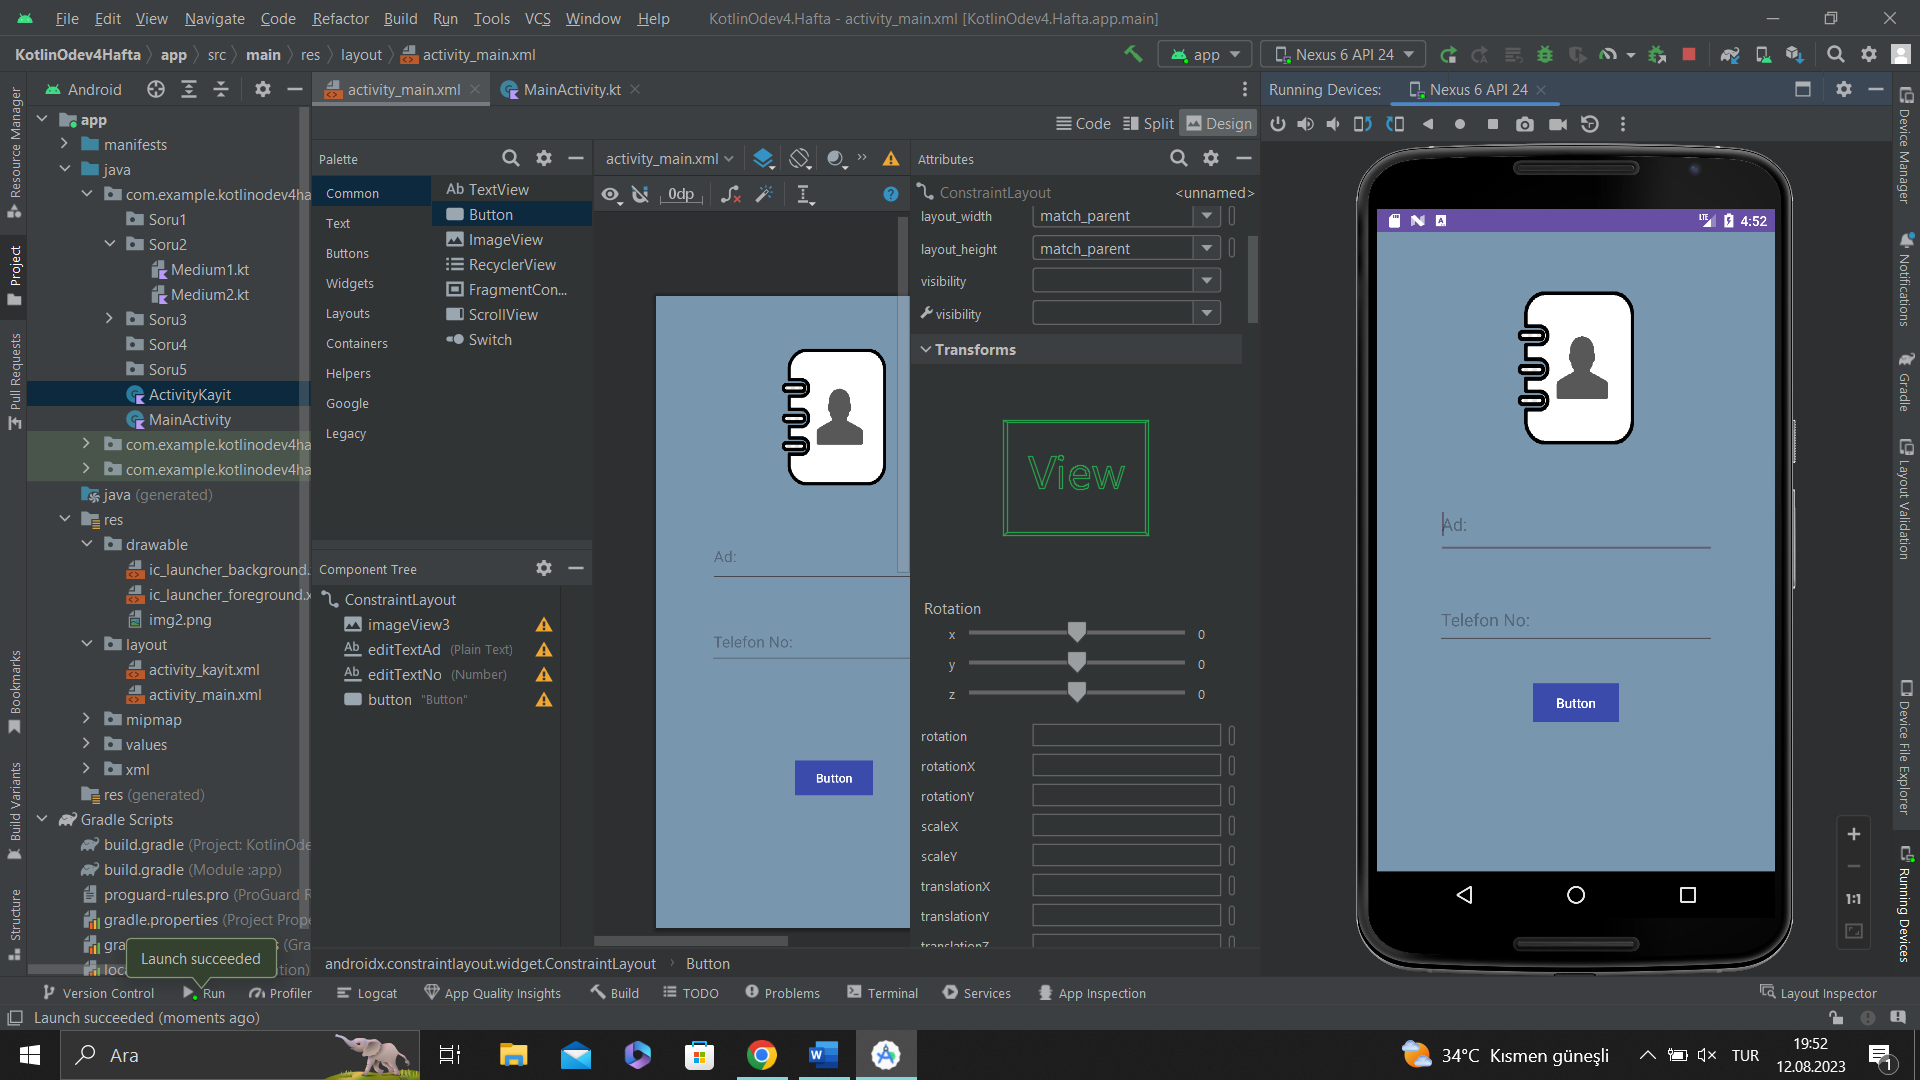 File Edit View Navigate Code Refactor Build Run Tools VCS Window Help KotlinOdev4.Hafta - activity_main.xml [KotlinOdev4.Hafta.app.main]
KotlinOdev4Hafta app src main res layout activity_main.xml app Nexus 6 API 24
Android activity_main.xml MainActivity.kt Running Devices: Nexus 6 API 24
Code Split Design
Resource Manager
Project
Pull Requests
Bookmarks
Build Variants
Structure
app
manifests
java
com.example.kotlinodev4ha
Soru1
Soru2
Medium1.kt
Medium2.kt
Soru3
Soru4
Soru5
ActivityKayit
MainActivity
com.example.kotlinodev4ha
com.example.kotlinodev4ha
java (generated)
res
drawable
ic_launcher_background.
ic_launcher_foreground.x
img2.png
layout
activity_kayit.xml
activity_main.xml
mipmap
values
xml
res (generated)
Gradle Scripts
build.gradle (Project: KotlinOde
build.gradle (Module :app)
proguard-rules.pro (ProGuard R
gradle.properties (Project Prope
gra (Gra
loca tion)
Launch succeeded
Palette
Common
Text
Buttons
Widgets
Layouts
Containers
Helpers
Google
Legacy
Ab TextView
Button
ImageView
RecyclerView
FragmentCon...
ScrollView
Switch
Component Tree
ConstraintLayout
imageView3
Ab editTextAd (Plain Text)
Ab editTextNo (Number)
button "Button"
activity_main.xml
0dp
Ad:
Telefon No:
Button
Attributes
ConstraintLayout <unnamed>
layout_width match_parent
layout_height match_parent
visibility
visibility
Transforms
View
Rotation
x 0
y 0
z 0
rotation
rotationX
rotationY
scaleX
scaleY
translationX
translationY
translationZ
LTE 4:52
Ad:
Telefon No:
Button
1:1
Device Manager
Notifications
Gradle
Layout Validation
Device File Explorer
Running Devices
androidx.constraintlayout.widget.ConstraintLayout Button
Version Control Run Profiler Logcat App Quality Insights Build TODO Problems Terminal Services App Inspection Layout Inspector
Launch succeeded (moments ago)
Ara 34°C Kısmen güneşli TUR 19:52
12.08.2023
1